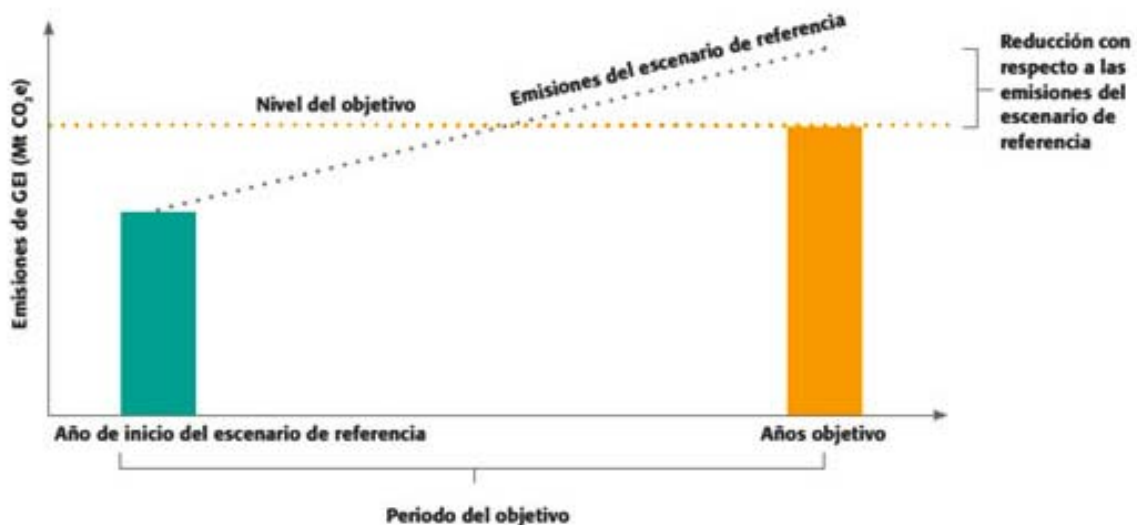 Emisiones de GEI (Mt CO₂e)
Nivel del objetivo
Emisiones del escenario de referencia
Reducción con
respecto a las
emisiones del
escenario de
referencia
Año de inicio del escenario de referencia
Años objetivo
Periodo del objetivo